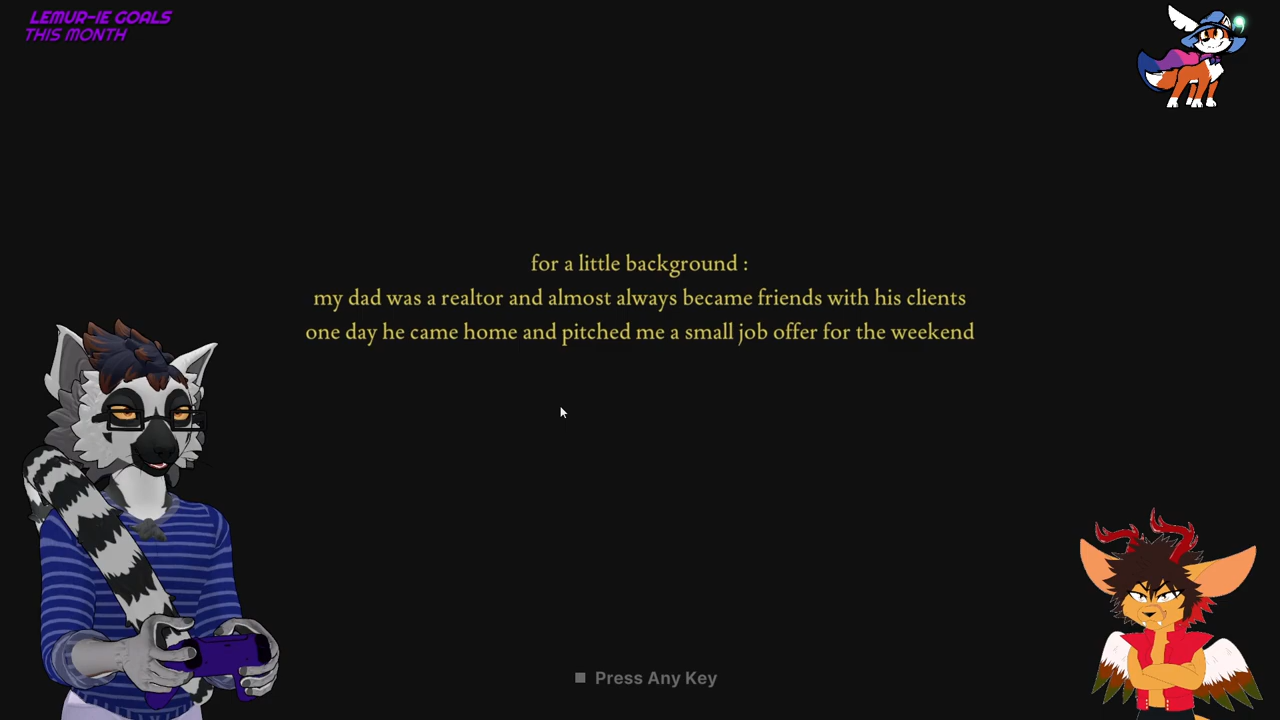 LEMUR-IE GOALS
THIS MONTH
for a little background :
my dad was a realtor and almost always became friends with his clients
one day he came home and pitched me a small job offer for the weekend
Press Any Key